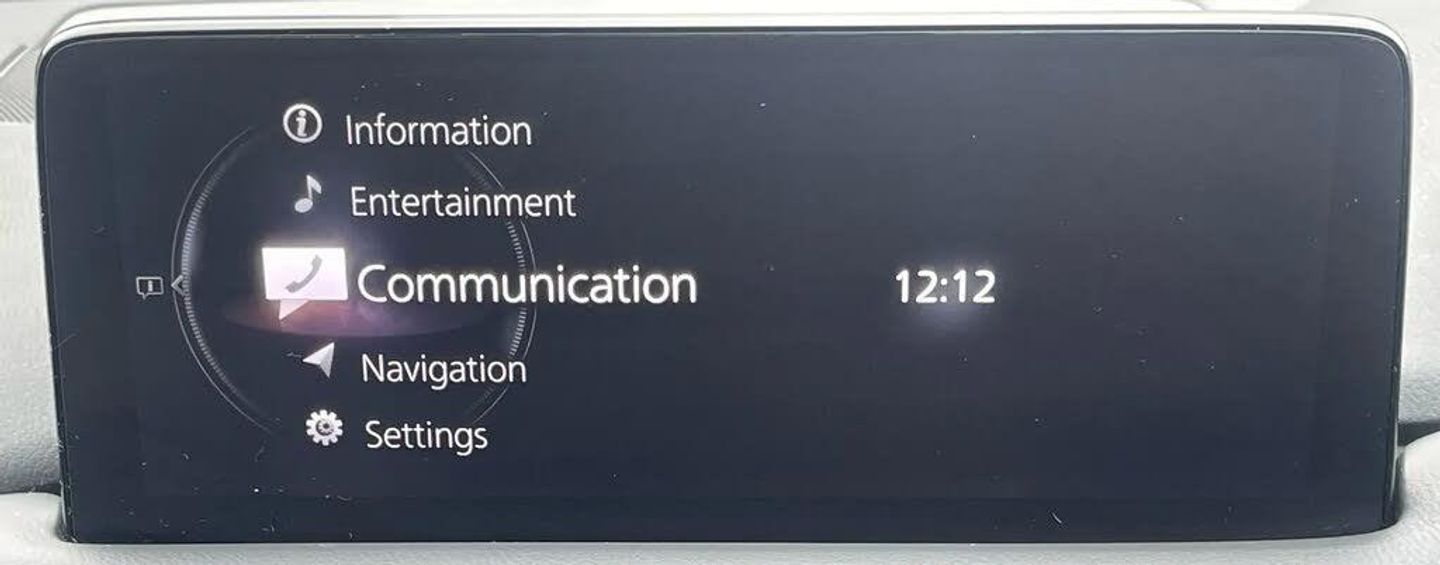 Information
Entertainment
Communication
12:12
Navigation
Settings